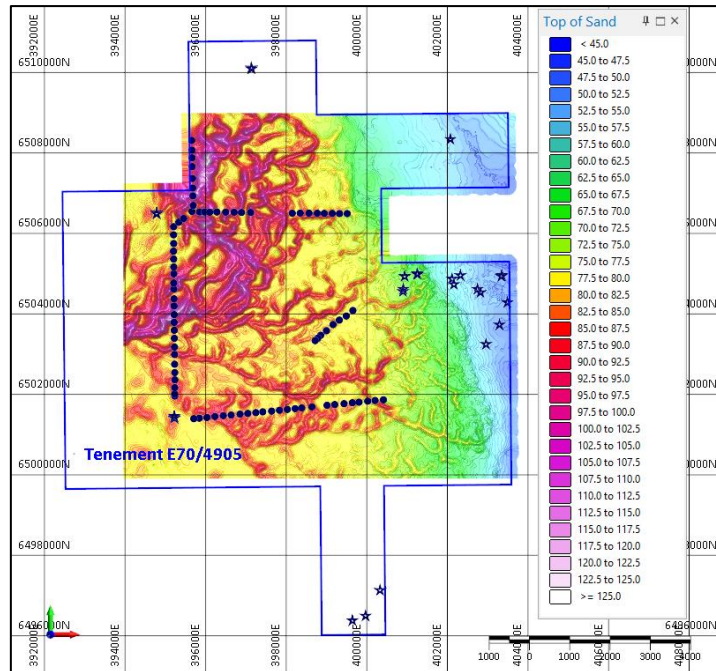 392000E 394000E 396000E 398000E 400000E 402000E 404000E
6510000N
6508000N
6506000N
6504000N
6502000N
6500000N
6498000N
6496000N
Tenement E70/4905
392000E 394000E 396000E 398000E 400000E 402000E 404000E
1000 0 1000 2000 3000 4000
Top of Sand
< 45.0
45.0 to 47.5
47.5 to 50.0
50.0 to 52.5
52.5 to 55.0
55.0 to 57.5
57.5 to 60.0
60.0 to 62.5
62.5 to 65.0
65.0 to 67.5
67.5 to 70.0
70.0 to 72.5
72.5 to 75.0
75.0 to 77.5
77.5 to 80.0
80.0 to 82.5
82.5 to 85.0
85.0 to 87.5
87.5 to 90.0
90.0 to 92.5
92.5 to 95.0
95.0 to 97.5
97.5 to 100.0
100.0 to 102.5
102.5 to 105.0
105.0 to 107.5
107.5 to 110.0
110.0 to 112.5
112.5 to 115.0
115.0 to 117.5
117.5 to 120.0
120.0 to 122.5
122.5 to 125.0
>= 125.0